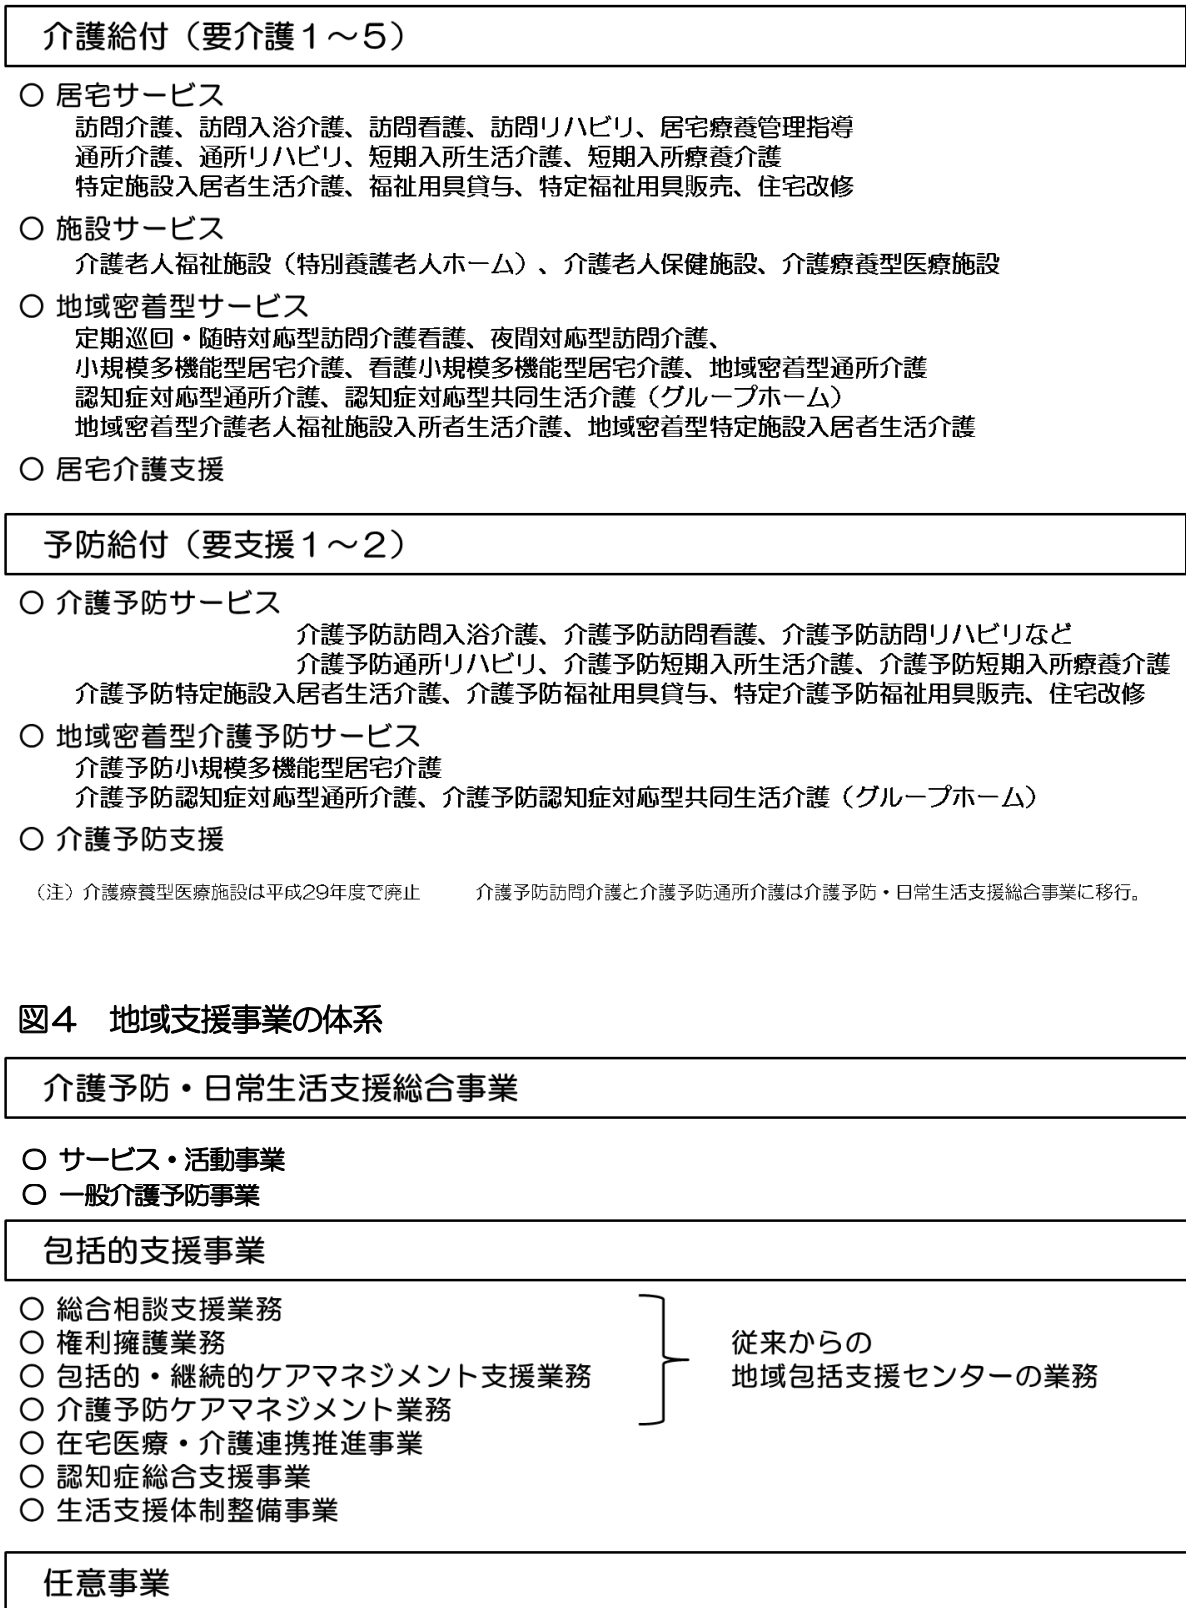 介護給付（要介護１～５）
○ 居宅サービス
訪問介護、訪問入浴介護、訪問看護、訪問リハビリ、居宅療養管理指導
通所介護、通所リハビリ、短期入所生活介護、短期入所療養介護
特定施設入居者生活介護、福祉用具貸与、特定福祉用具販売、住宅改修
○ 施設サービス
介護老人福祉施設（特別養護老人ホーム）、介護老人保健施設、介護療養型医療施設
○ 地域密着型サービス
定期巡回・随時対応型訪問介護看護、夜間対応型訪問介護、
小規模多機能型居宅介護、看護小規模多機能型居宅介護、地域密着型通所介護
認知症対応型通所介護、認知症対応型共同生活介護（グループホーム）
地域密着型介護老人福祉施設入所者生活介護、地域密着型特定施設入居者生活介護
○ 居宅介護支援
予防給付（要支援１～２）
○ 介護予防サービス
介護予防訪問入浴介護、介護予防訪問看護、介護予防訪問リハビリなど
介護予防通所リハビリ、介護予防短期入所生活介護、介護予防短期入所療養介護
介護予防特定施設入居者生活介護、介護予防福祉用具貸与、特定介護予防福祉用具販売、住宅改修
○ 地域密着型介護予防サービス
介護予防小規模多機能型居宅介護
介護予防認知症対応型通所介護、介護予防認知症対応型共同生活介護（グループホーム）
○ 介護予防支援
（注）介護療養型医療施設は平成29年度で廃止　介護予防訪問介護と介護予防通所介護は介護予防・日常生活支援総合事業に移行。
図４　地域支援事業の体系
介護予防・日常生活支援総合事業
○ サービス・活動事業
○ 一般介護予防事業
包括的支援事業
○ 総合相談支援業務
○ 権利擁護業務
○ 包括的・継続的ケアマネジメント支援業務
○ 介護予防ケアマネジメント業務
従来からの
地域包括支援センターの業務
○ 在宅医療・介護連携推進事業
○ 認知症総合支援事業
○ 生活支援体制整備事業
任意事業